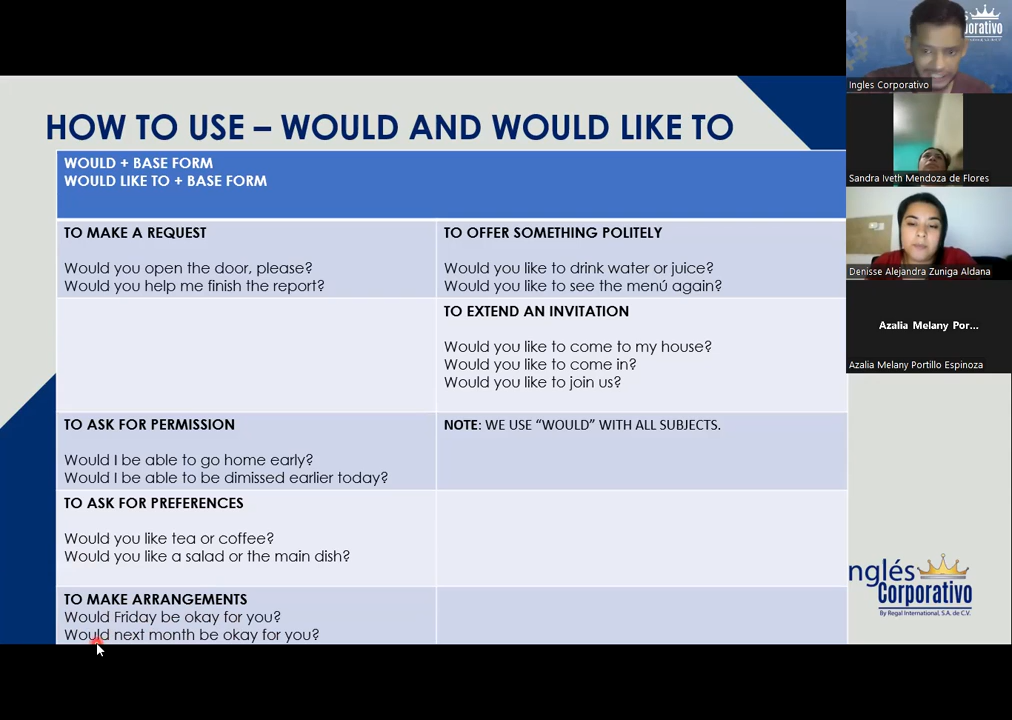 HOW TO USE – WOULD AND WOULD LIKE TO
WOULD + BASE FORM
WOULD LIKE TO + BASE FORM
TO MAKE A REQUEST
Would you open the door, please?
Would you help me finish the report?
TO OFFER SOMETHING POLITELY
Would you like to drink water or juice?
Would you like to see the menú again?
TO EXTEND AN INVITATION
Would you like to come to my house?
Would you like to come in?
Would you like to join us?
TO ASK FOR PERMISSION
Would I be able to go home early?
Would I be able to be dimissed earlier today?
NOTE: WE USE “WOULD” WITH ALL SUBJECTS.
TO ASK FOR PREFERENCES
Would you like tea or coffee?
Would you like a salad or the main dish?
TO MAKE ARRANGEMENTS
Would Friday be okay for you?
Would next month be okay for you?
nglés
Corporativo
By Regal International, S.A. de C.V.
orativo
Ingles Corporativo
Sandra Iveth Mendoza de Flores
Denisse Alejandra Zuniga Aldana
Azalia Melany Por...
Azalia Melany Portillo Espinoza